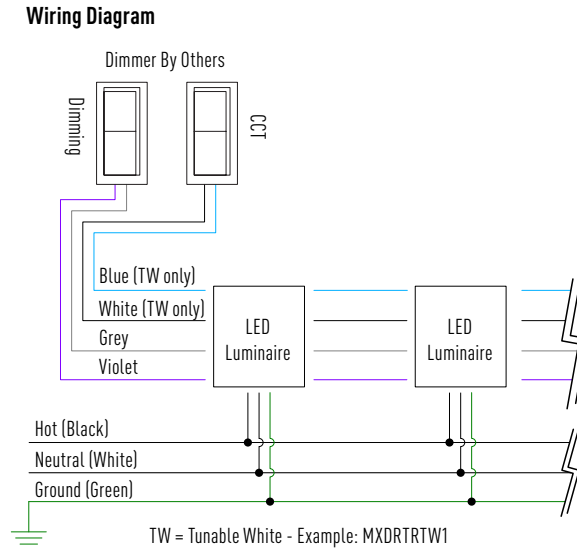 Wiring Diagram
Dimmer By Others
Dimming
CCT
Blue (TW only)
White (TW only)
Grey
Violet
LED
Luminaire
LED
Luminaire
Hot (Black)
Neutral (White)
Ground (Green)
TW = Tunable White - Example: MXDRTRTW1